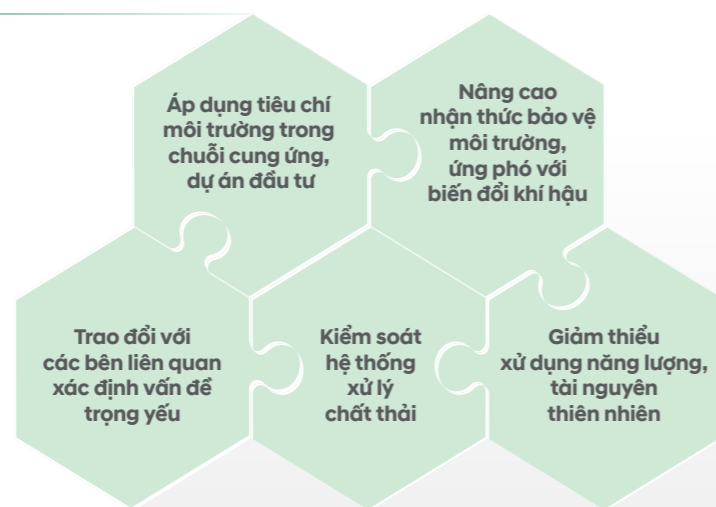 Áp dụng tiêu chí
môi trường trong
chuỗi cung ứng,
dự án đầu tư
Nâng cao
nhận thức bảo vệ
môi trường,
ứng phó với
biến đổi khí hậu
Trao đổi với
các bên liên quan
xác định vấn đề
trọng yếu
Kiểm soát
hệ thống
xử lý
chất thải
Giảm thiểu
xử dụng năng lượng,
tài nguyên
thiên nhiên